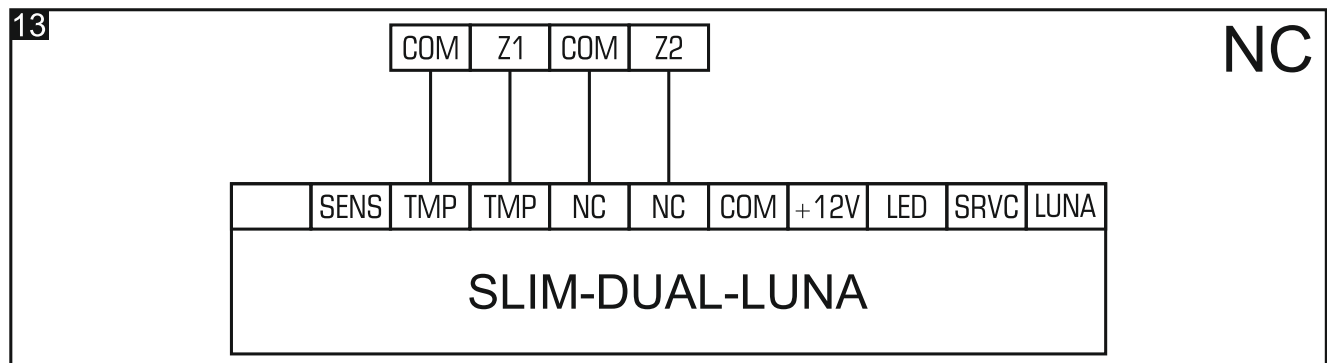 13
NC
COM Z1 COM Z2
SENS TMP TMP NC NC COM +12V LED SRVC LUNA
SLIM-DUAL-LUNA